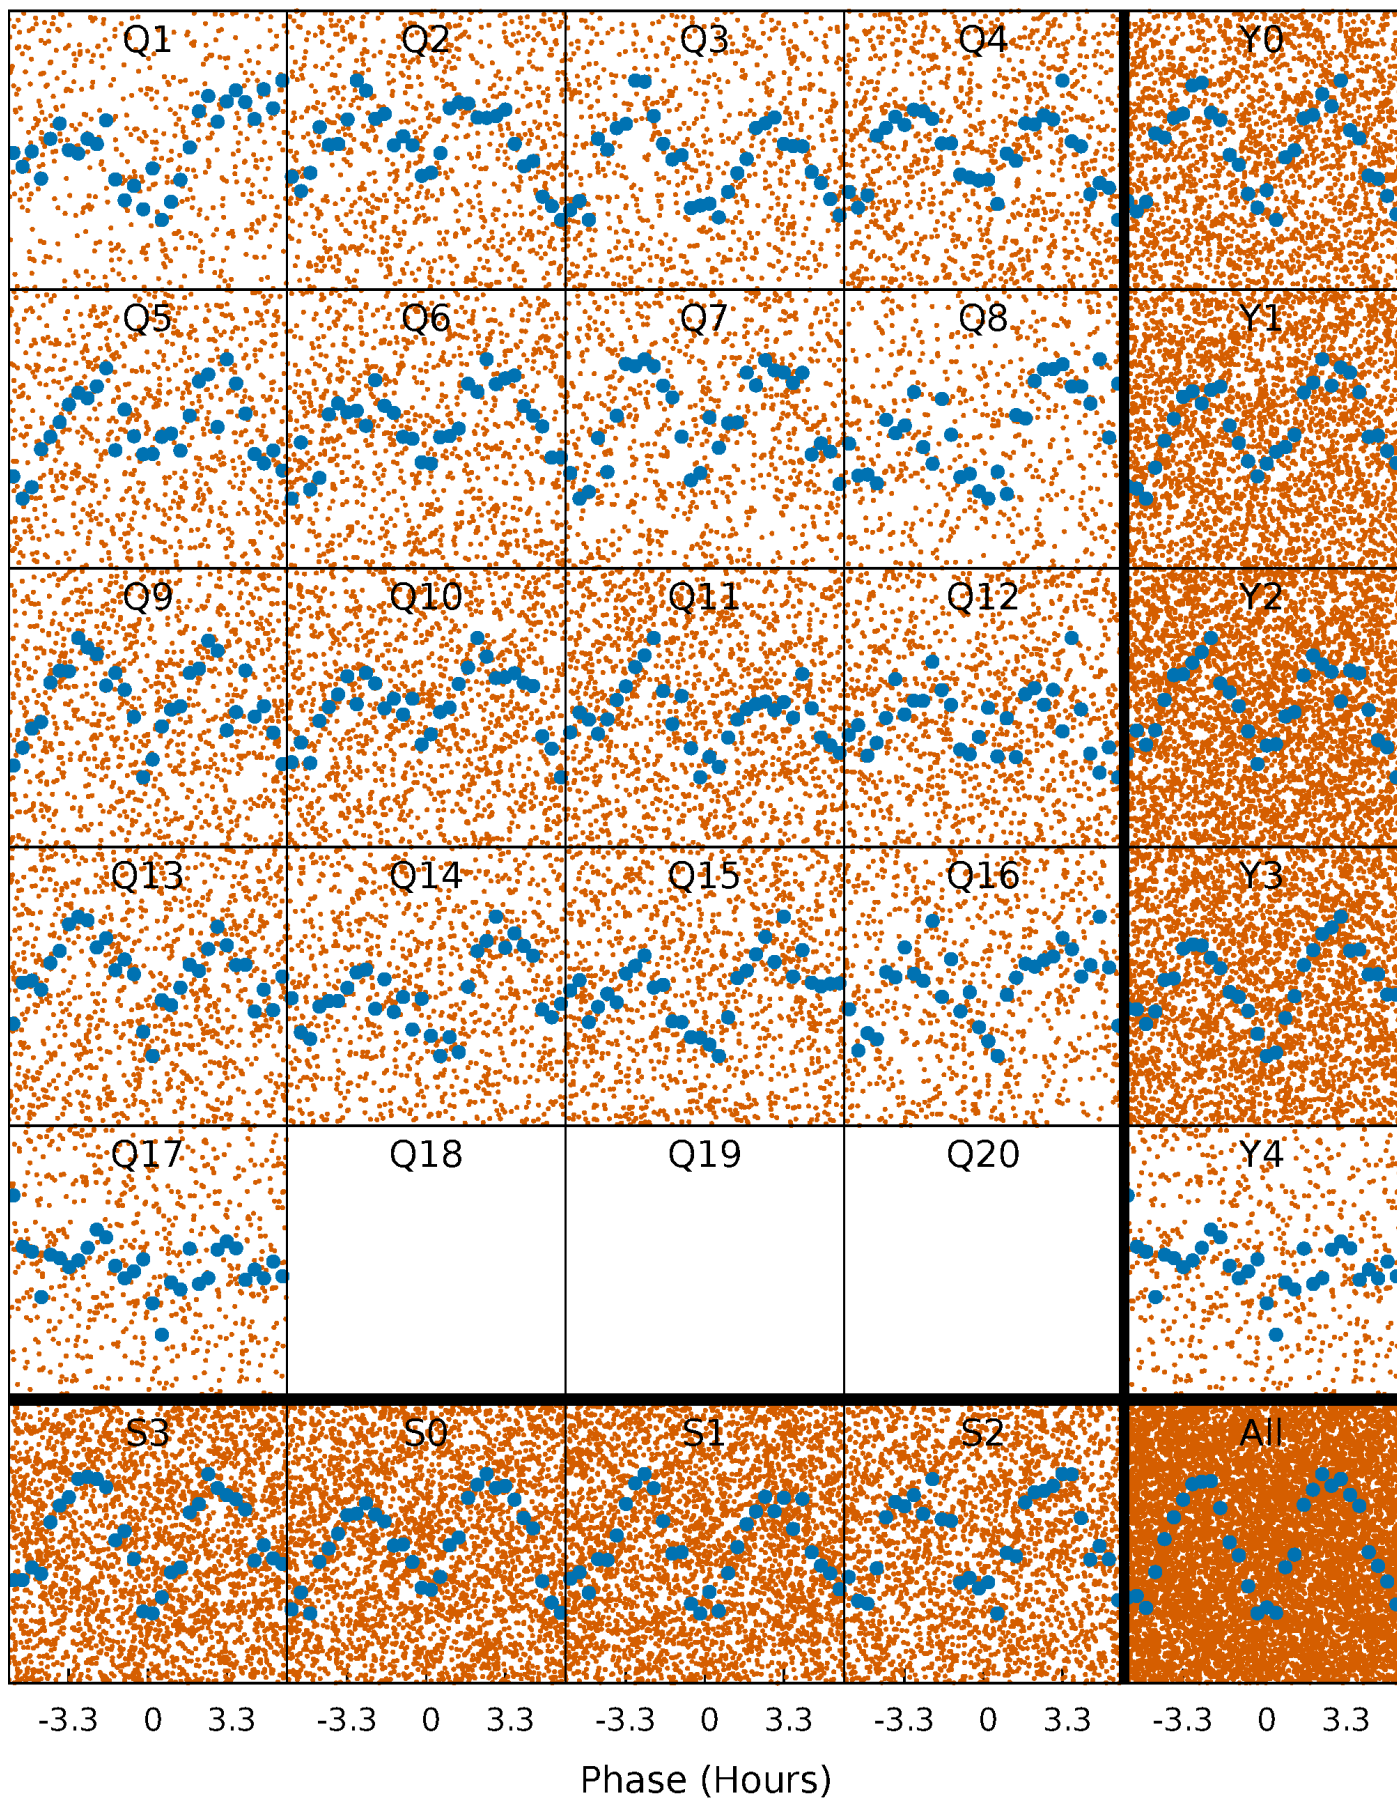 Q1 Q2 Q3 Q4 Y0
Q5 Q6 Q7 Q8 Y1
Q9 Q10 Q11 Q12 Y2
Q13 Q14 Q15 Q16 Y3
Q17 Q18 Q19 Q20 Y4
S3 S0 S1 S2 All
-3.3 0 3.3 -3.3 0 3.3 -3.3 0 3.3 -3.3 0 3.3 -3.3 0 3.3
Phase (Hours)